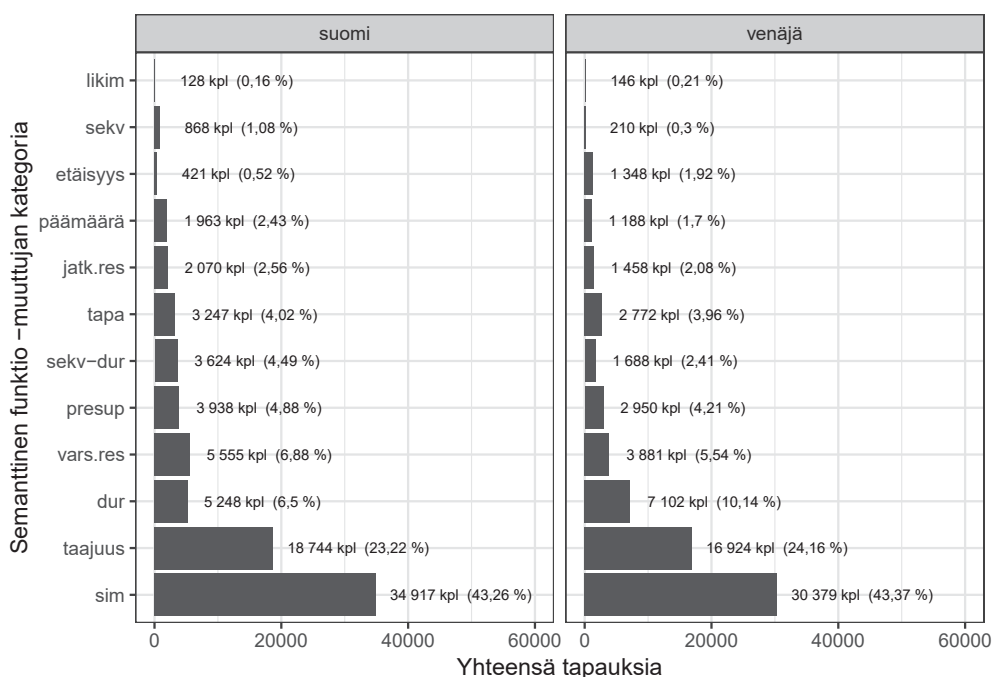 suomi venäjä
likim 128 kpl (0,16 %) 146 kpl (0,21 %)
sekv 868 kpl (1,08 %) 210 kpl (0,3 %)
etäisyys 421 kpl (0,52 %) 1 348 kpl (1,92 %)
päämäärä 1 963 kpl (2,43 %) 1 188 kpl (1,7 %)
jatk.res 2 070 kpl (2,56 %) 1 458 kpl (2,08 %)
tapa 3 247 kpl (4,02 %) 2 772 kpl (3,96 %)
sekv−dur 3 624 kpl (4,49 %) 1 688 kpl (2,41 %)
presup 3 938 kpl (4,88 %) 2 950 kpl (4,21 %)
vars.res 5 555 kpl (6,88 %) 3 881 kpl (5,54 %)
dur 5 248 kpl (6,5 %) 7 102 kpl (10,14 %)
taajuus 18 744 kpl (23,22 %) 16 924 kpl (24,16 %)
sim 34 917 kpl (43,26 %) 30 379 kpl (43,37 %)
0 20000 40000 60000 0 20000 40000 60000
Yhteensä tapauksia
Semanttinen funktio −muuttujan kategoria